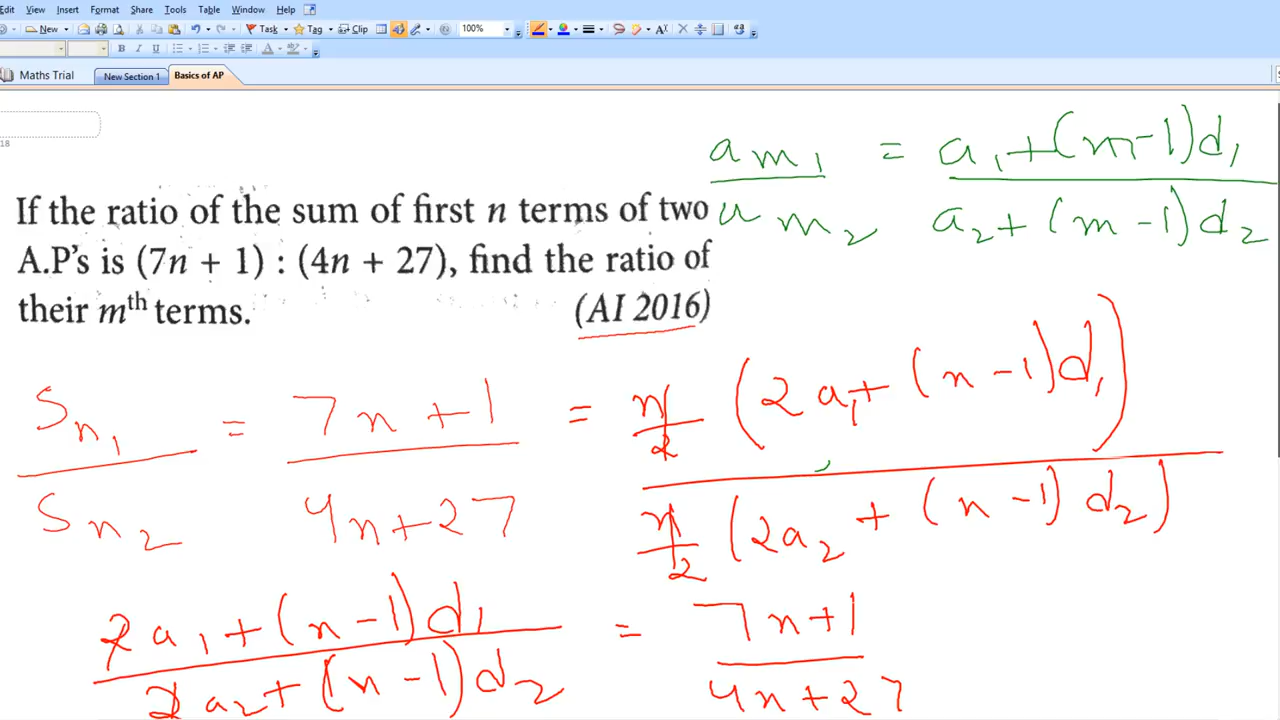 Edit View Insert Format Share Tools Table Window Help
New Task Tag Clip 100%
B I U A
Maths Trial New Section 1 Basics of AP
18
If the ratio of the sum of first n terms of two
A.P's is (7n + 1) : (4n + 27), find the ratio of
their mth terms. (AI 2016)
am1 / am2 = a1+(m-1)d1 / a2+(m-1)d2
Sn1 / Sn2 = 7n+1 / 4n+27 = n/2 (2a1+(n-1)d1) / n/2 (2a2+(n-1)d2)
2a1+(n-1)d1 / 2a2+(n-1)d2 = 7n+1 / 4n+27